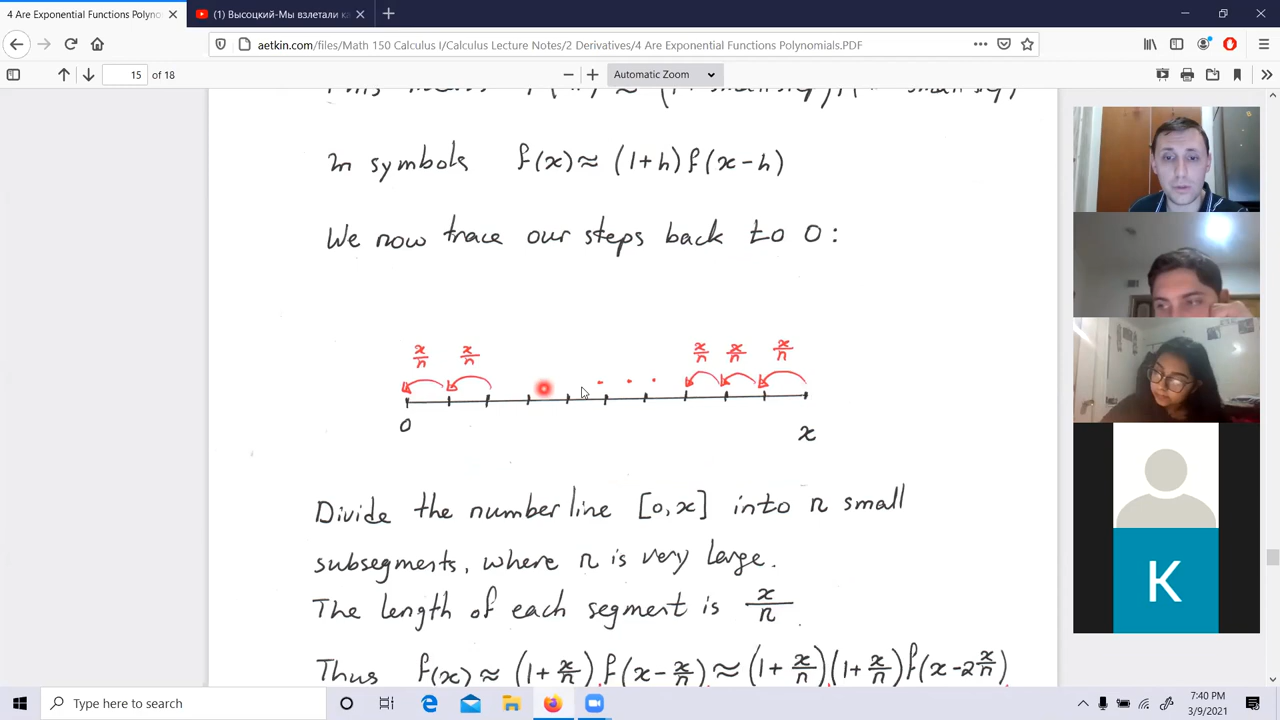 4 Are Exponential Functions Polyno
(1) Высоцкий-Мы взлетали ка
aetkin.com/files/Math 150 Calculus I/Calculus Lecture Notes/2 Derivatives/4 Are Exponential Functions Polynomials.PDF
15 of 18
Automatic Zoom
In symbols f(x) ≈ (1+h) f(x-h)
We now trace our steps back to 0:
x/n x/n . . . x/n x/n x/n
0 x
Divide the number line [0,x] into n small
subsegments, where n is very large.
The length of each segment is x/n.
Thus f(x) ≈ (1+x/n) f(x-x/n) ≈ (1+x/n)(1+x/n)f(x-2x/n)
K
Type here to search
7:40 PM
3/9/2021